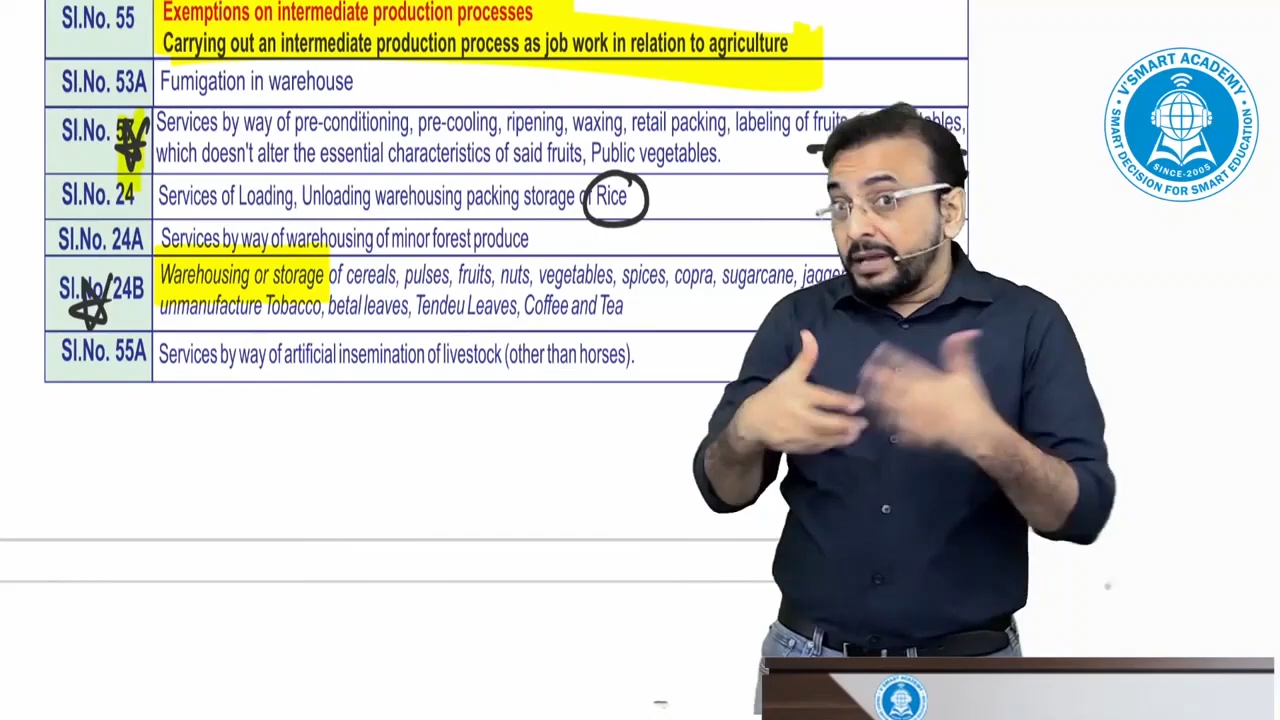 Sl.No. 55
Exemptions on intermediate production processes
Carrying out an intermediate production process as job work in relation to agriculture
Sl.No. 53A
Fumigation in warehouse
Sl.No.
Services by way of pre-conditioning, pre-cooling, ripening, waxing, retail packing, labeling of fruits
which doesn't alter the essential characteristics of said fruits, Public vegetables.
Sl.No. 24
Services of Loading, Unloading warehousing packing storage of Rice
Sl.No. 24A
Services by way of warehousing of minor forest produce
Sl.No. 24B
Warehousing or storage of cereals, pulses, fruits, nuts, vegetables, spices, copra, sugarcane,
unmanufacture Tobacco, betal leaves, Tendeu Leaves, Coffee and Tea
Sl.No. 55A
Services by way of artificial insemination of livestock (other than horses).
V'SMART ACADEMY
SINCE-2005
SMART DECISION FOR SMART EDUCATION